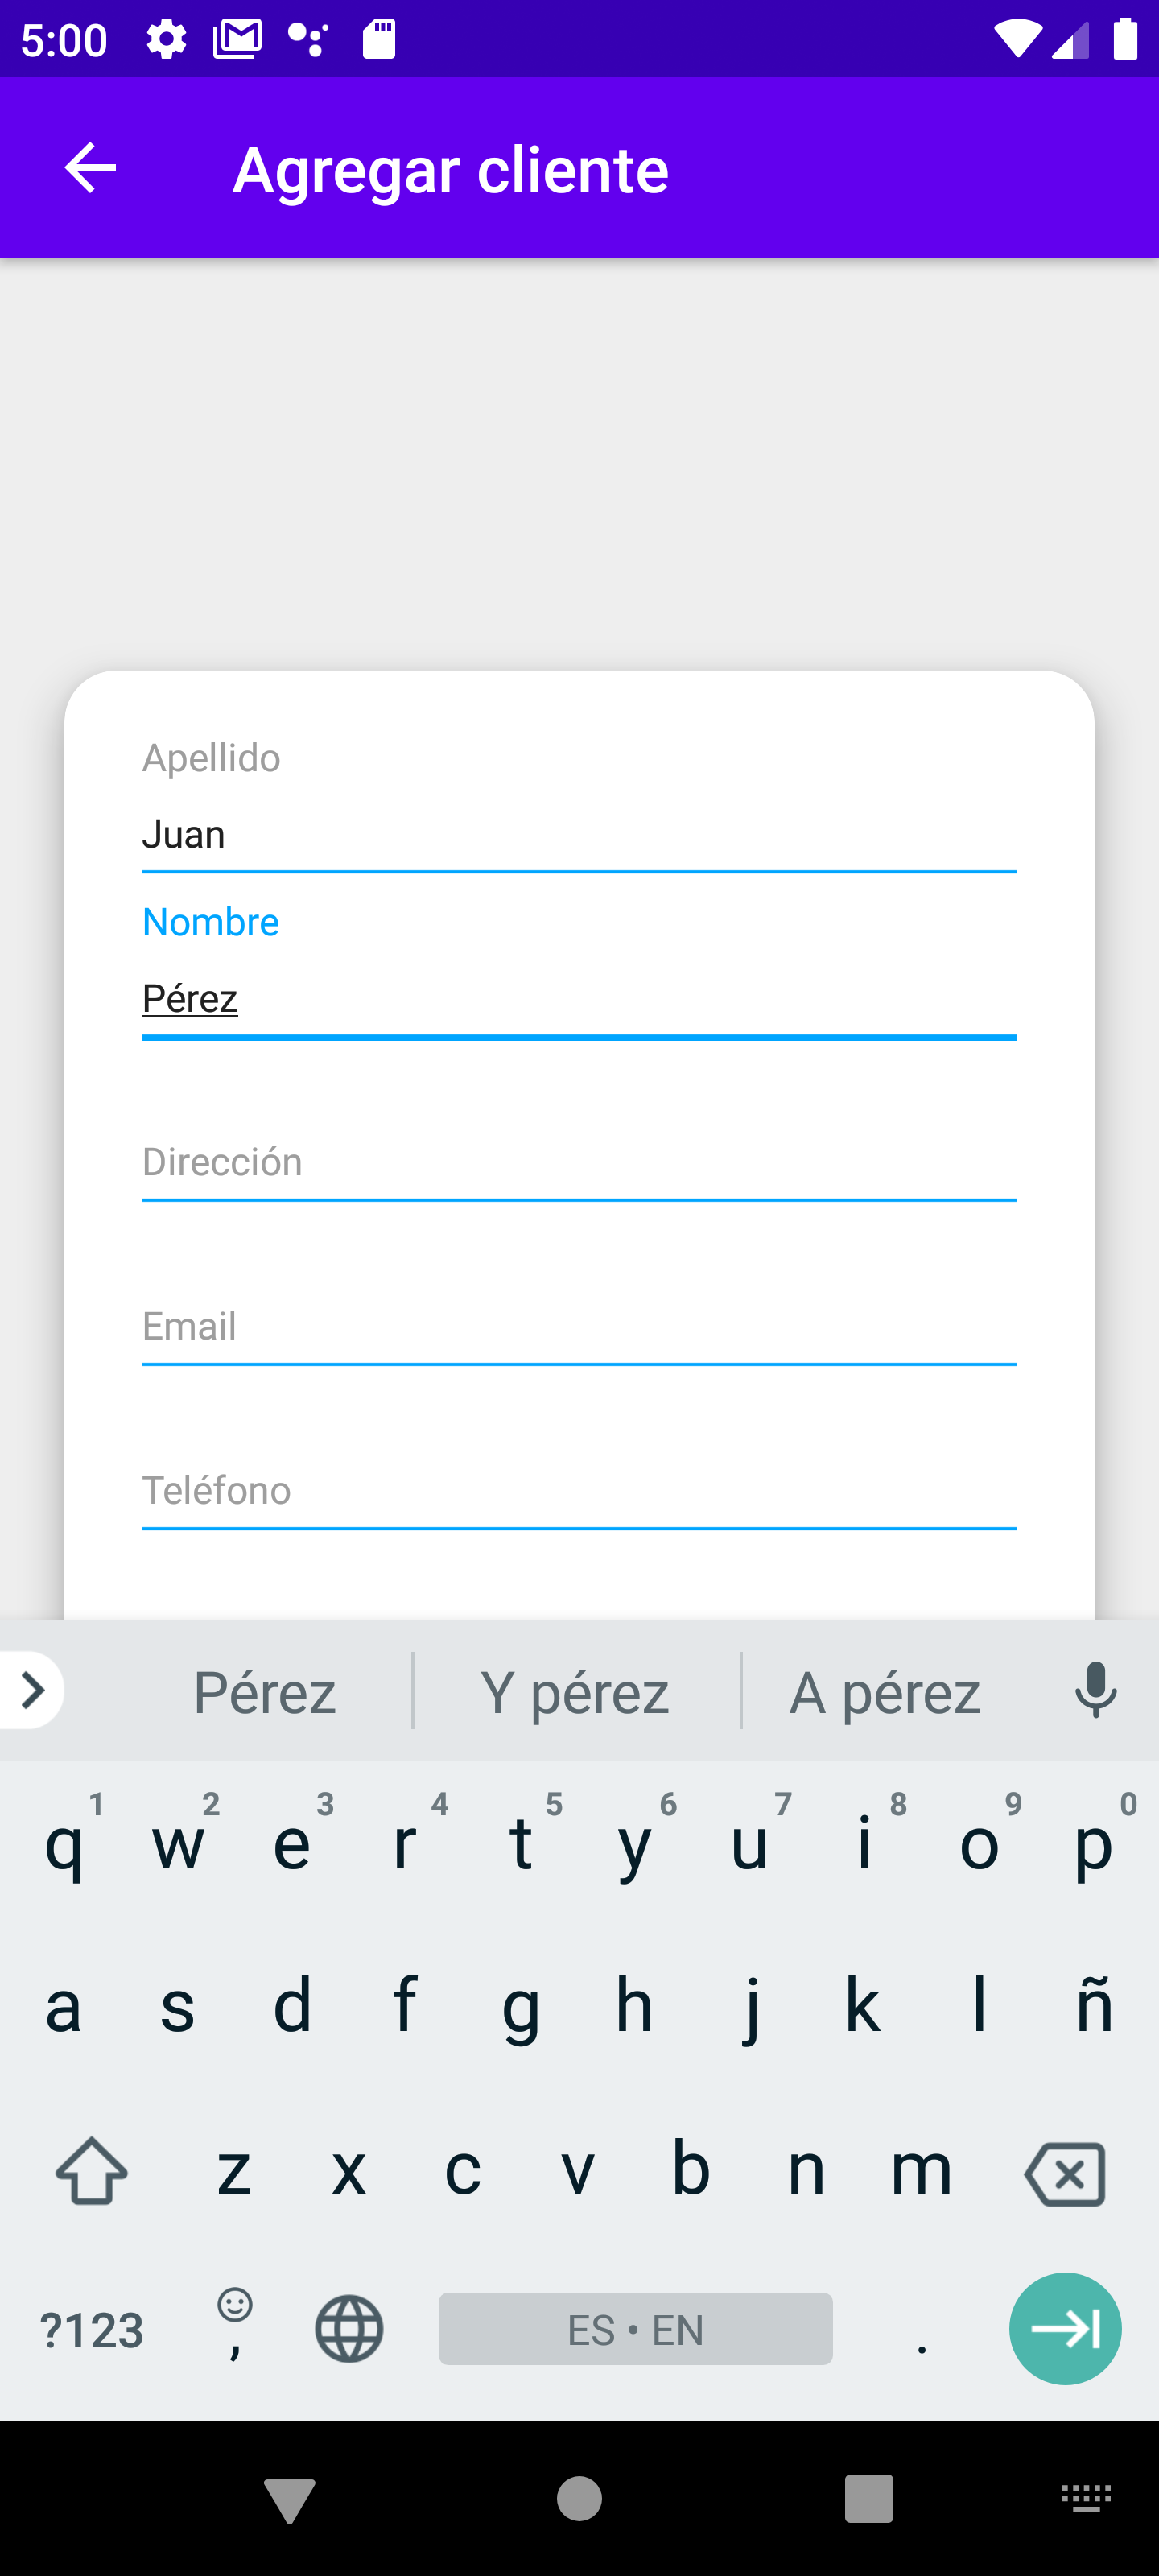 5:00
Agregar cliente
Apellido
Juan
Nombre
Pérez
Dirección
Email
Teléfono
Pérez Y pérez A pérez
1 2 3 4 5 6 7 8 9 0
q w e r t y u i o p
a s d f g h j k l ñ
z x c v b n m
?123 , ES • EN .